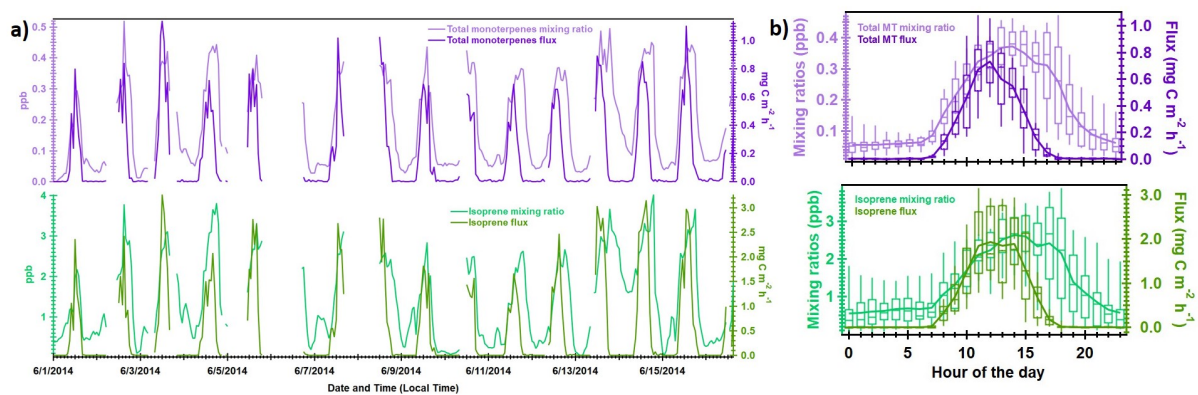 a)
Total monoterpenes mixing ratio
Total monoterpenes flux
0.5
0.4
0.3
0.2
0.1
0.0
ppb
1.0
0.8
0.6
0.4
0.2
0.0
mg C m-2 h-1
Isoprene mixing ratio
Isoprene flux
4
3
2
1
ppb
3.0
2.5
2.0
1.5
1.0
0.5
0.0
mg C m-2 h-1
6/1/2014 6/3/2014 6/5/2014 6/7/2014 6/9/2014 6/11/2014 6/13/2014 6/15/2014
Date and Time (Local Time)
b)
Total MT mixing ratio
Total MT flux
0.4
0.3
0.2
0.1
Mixing ratios (ppb)
1.0
0.8
0.6
0.4
0.2
0.0
Flux (mg C m-2 h-1)
Isoprene mixing ratio
Isoprene flux
3
2
1
Mixing ratios (ppb)
3.0
2.0
1.0
0.0
Flux (mg C m-2 h-1)
0 5 10 15 20
Hour of the day